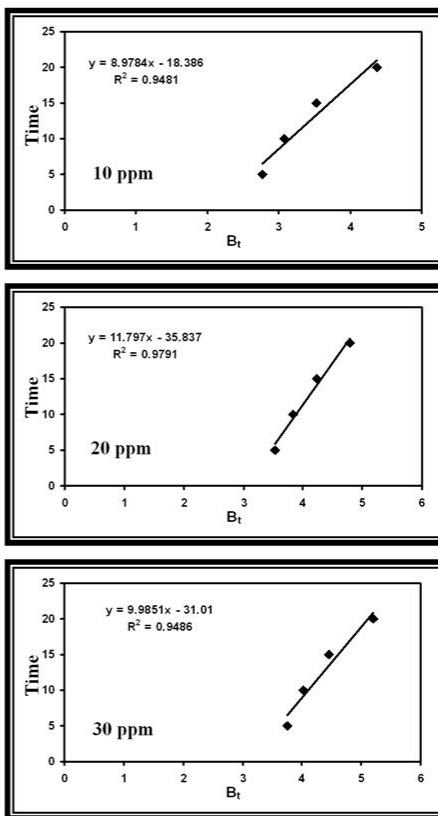 25
20
15
10
5
0
Time
y = 8.9784x - 18.386
R² = 0.9481
10 ppm
0 1 2 3 4 5
Bt
25
20
15
10
5
0
Time
y = 11.797x - 35.837
R² = 0.9791
20 ppm
0 1 2 3 4 5 6
Bt
25
20
15
10
5
0
Time
y = 9.9851x - 31.01
R² = 0.9486
30 ppm
0 1 2 3 4 5 6
Bt